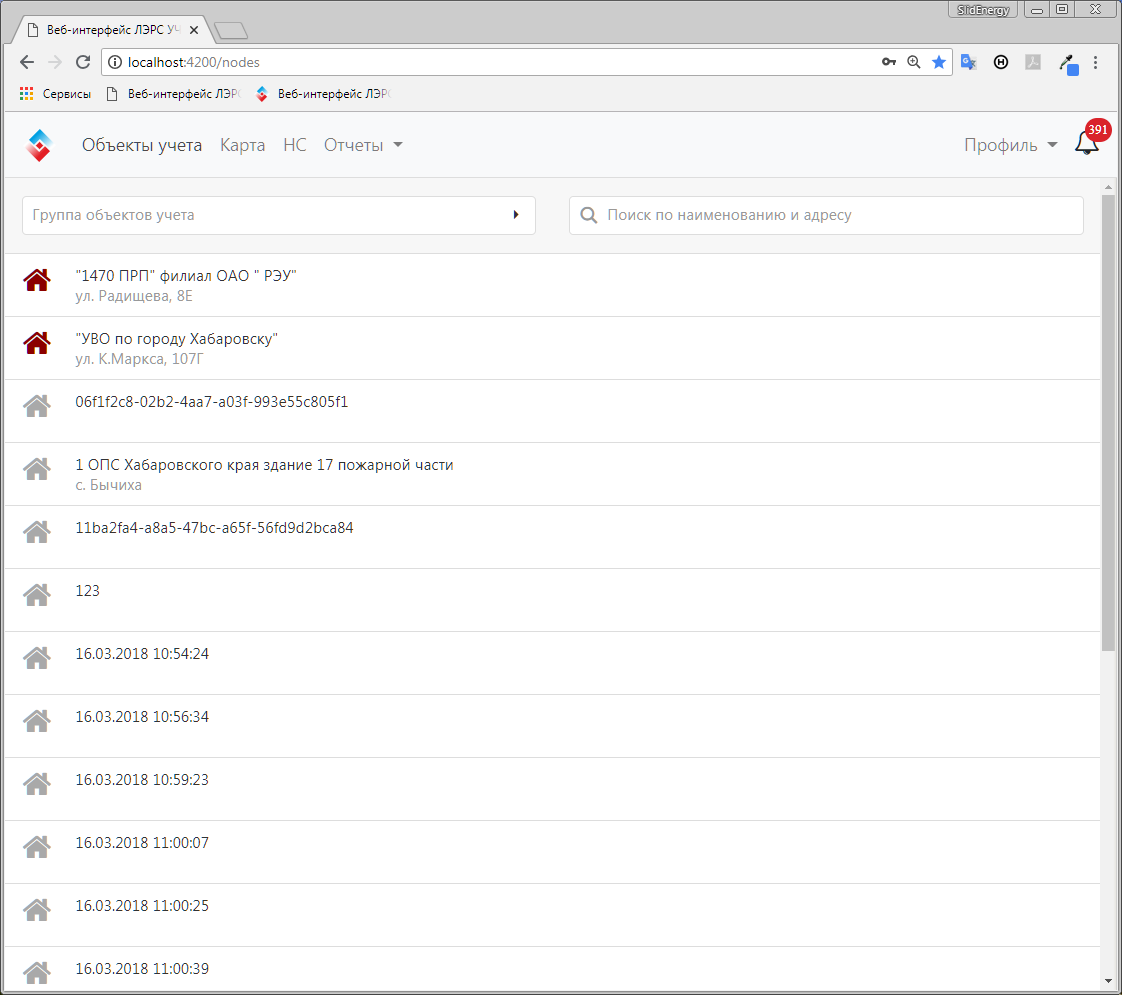 SlidEnergy
Веб-интерфейс ЛЭРС УЧ
localhost:4200/nodes
Сервисы Веб-интерфейс ЛЭРС Веб-интерфейс ЛЭРС
Объекты учета Карта НС Отчеты Профиль 391
Группа объектов учета Поиск по наименованию и адресу
"1470 ПРП" филиал ОАО " РЭУ"
ул. Радищева, 8Е
"УВО по городу Хабаровску"
ул. К.Маркса, 107Г
06f1f2c8-02b2-4aa7-a03f-993e55c805f1
1 ОПС Хабаровского края здание 17 пожарной части
с. Бычиха
11ba2fa4-a8a5-47bc-a65f-56fd9d2bca84
123
16.03.2018 10:54:24
16.03.2018 10:56:34
16.03.2018 10:59:23
16.03.2018 11:00:07
16.03.2018 11:00:25
16.03.2018 11:00:39